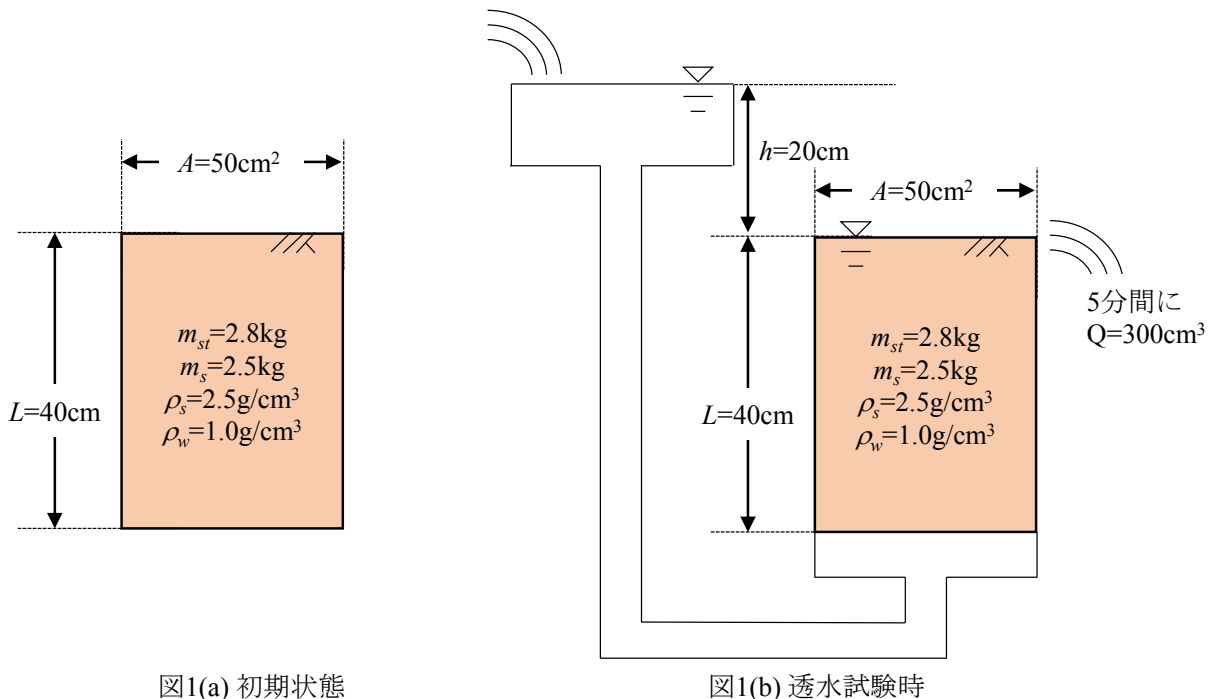 A=50cm²
L=40cm
m_st=2.8kg
m_s=2.5kg
ρ_s=2.5g/cm³
ρ_w=1.0g/cm³
図1(a) 初期状態
h=20cm
A=50cm²
L=40cm
m_st=2.8kg
m_s=2.5kg
ρ_s=2.5g/cm³
ρ_w=1.0g/cm³
5分間に
Q=300cm³
図1(b) 透水試験時